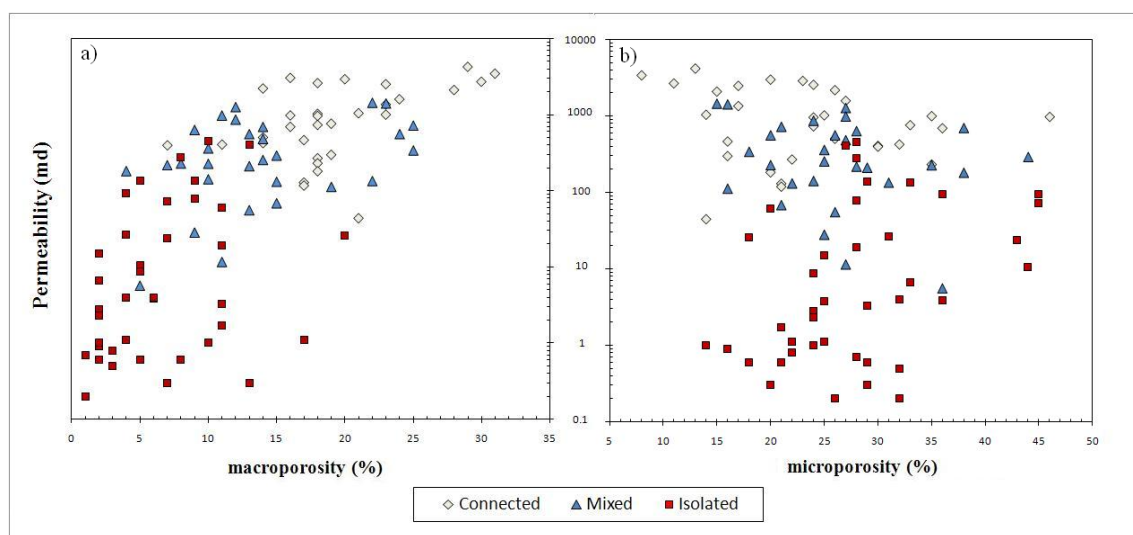 a)
b)
10000
1000
100
10
1
0.1
Permeability (md)
0 5 10 15 20 25 30 35
5 10 15 20 25 30 35 40 45 50
macroporosity (%)
microporosity (%)
Connected Mixed Isolated